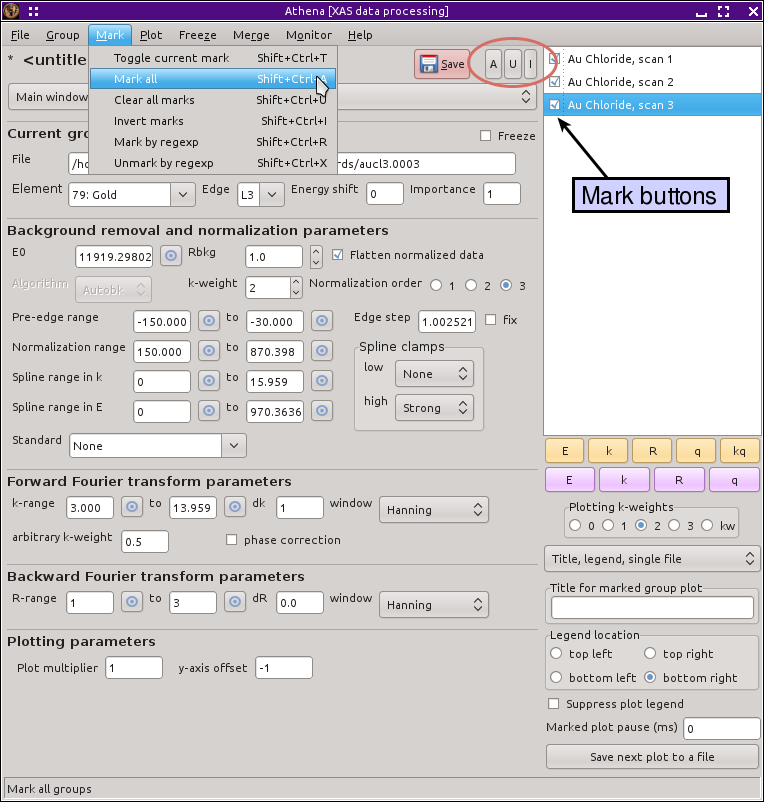 Athena [XAS data processing]
File Group Mark Plot Freeze Merge Monitor Help
* <untitle
Save
A U I
Toggle current mark Shift+Ctrl+T
Mark all Shift+Ctrl+A
Clear all marks Shift+Ctrl+U
Invert marks Shift+Ctrl+I
Mark by regexp Shift+Ctrl+R
Unmark by regexp Shift+Ctrl+X
Au Chloride, scan 1
Au Chloride, scan 2
Au Chloride, scan 3
Mark buttons
Main window
Current gro
Freeze
File /ho rds/aucl3.0003
Element 79: Gold Edge L3 Energy shift 0 Importance 1
Background removal and normalization parameters
E0 11919.29802 Rbkg 1.0 Flatten normalized data
Algorithm Autobk k-weight 2 Normalization order 1 2 3
Pre-edge range -150.000 to -30.000 Edge step 1.002521 fix
Normalization range 150.000 to 870.398 Spline clamps
Spline range in k 0 to 15.959 low None
Spline range in E 0 to 970.3636 high Strong
Standard None
Forward Fourier transform parameters
k-range 3.000 to 13.959 dk 1 window Hanning
arbitrary k-weight 0.5 phase correction
Backward Fourier transform parameters
R-range 1 to 3 dR 0.0 window Hanning
Plotting parameters
Plot multiplier 1 y-axis offset -1
E k R q kq
E k R q
Plotting k-weights
0 1 2 3 kw
Title, legend, single file
Title for marked group plot
Legend location
top left top right
bottom left bottom right
Suppress plot legend
Marked plot pause (ms) 0
Save next plot to a file
Mark all groups